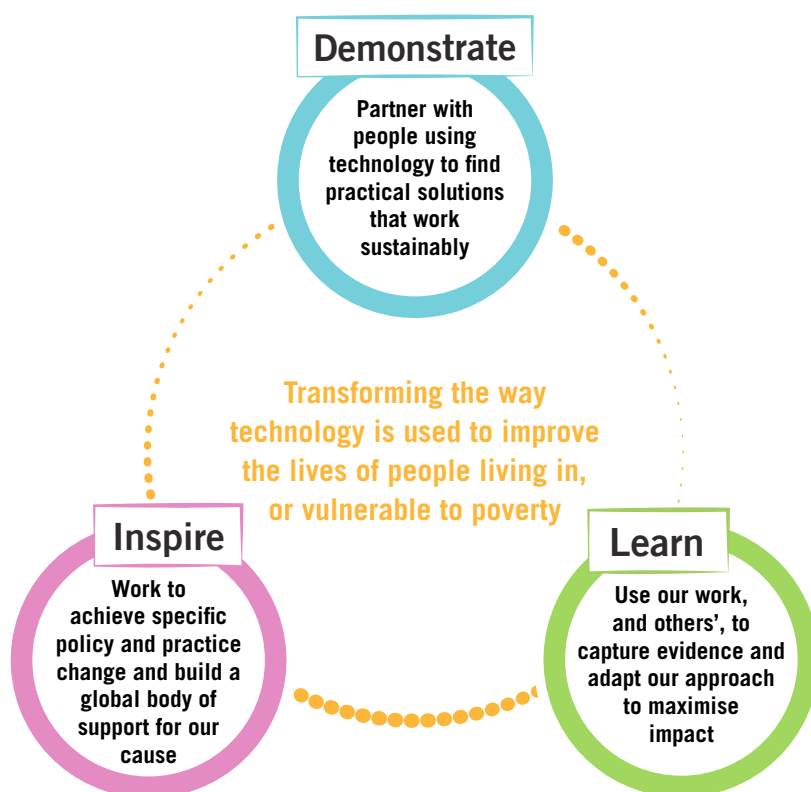 Demonstrate
Partner with
people using
technology to find
practical solutions
that work
sustainably
Transforming the way
technology is used to improve
the lives of people living in,
or vulnerable to poverty
Inspire
Work to
achieve specific
policy and practice
change and build a
global body of
support for our
cause
Learn
Use our work,
and others’, to
capture evidence and
adapt our approach
to maximise
impact